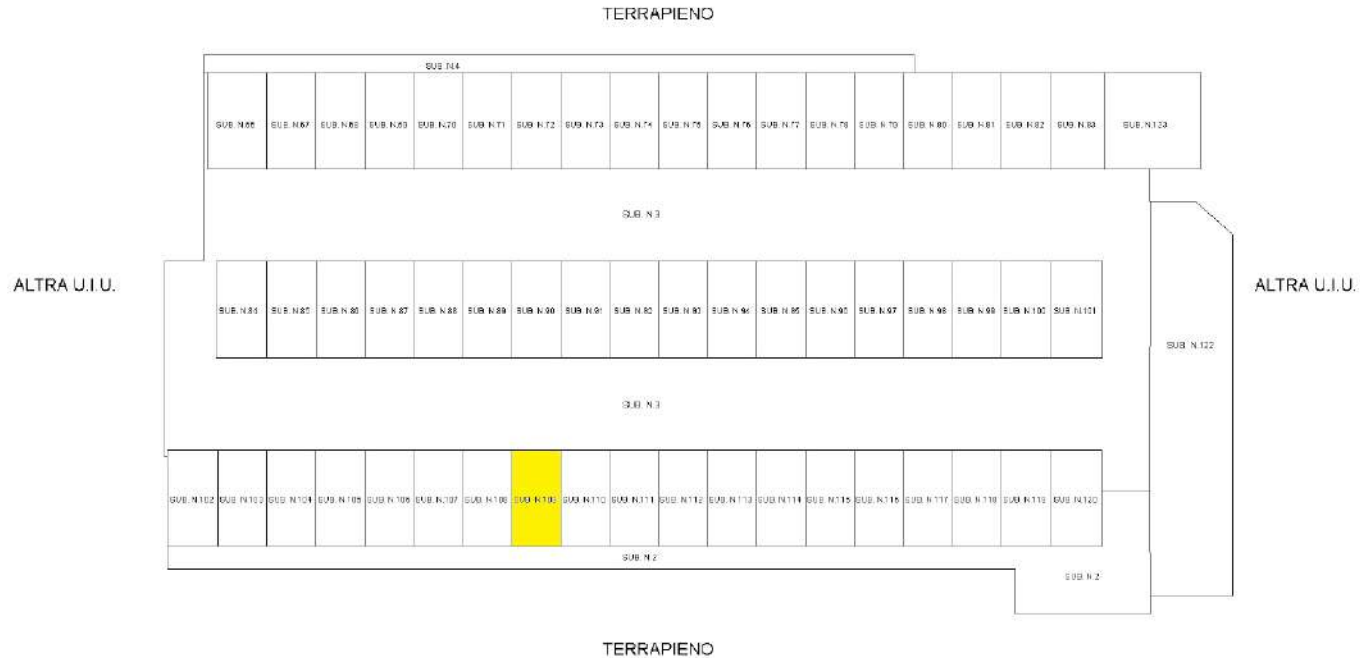 TERRAPIENO
SUB. N.4
SUB. N.66 SUB. N.67 SUB. N.68 SUB. N.69 SUB. N.70 SUB. N.71 SUB. N.72 SUB. N.73 SUB. N.74 SUB. N.75 SUB. N.76 SUB. N.77 SUB. N.78 SUB. N.79 SUB. N.80 SUB. N.81 SUB. N.82 SUB. N.83 SUB. N.123
SUB. N.3
ALTRA U.I.U. ALTRA U.I.U.
SUB. N.84 SUB. N.85 SUB. N.86 SUB. N.87 SUB. N.88 SUB. N.89 SUB. N.90 SUB. N.91 SUB. N.92 SUB. N.93 SUB. N.94 SUB. N.95 SUB. N.96 SUB. N.97 SUB. N.98 SUB. N.99 SUB. N.100 SUB. N.101
SUB. N.122
SUB. N.3
SUB. N.102 SUB. N.103 SUB. N.104 SUB. N.105 SUB. N.106 SUB. N.107 SUB. N.108 SUB. N.109 SUB. N.110 SUB. N.111 SUB. N.112 SUB. N.113 SUB. N.114 SUB. N.115 SUB. N.116 SUB. N.117 SUB. N.118 SUB. N.119 SUB. N.120
SUB. N.2
SUB. N.2
TERRAPIENO